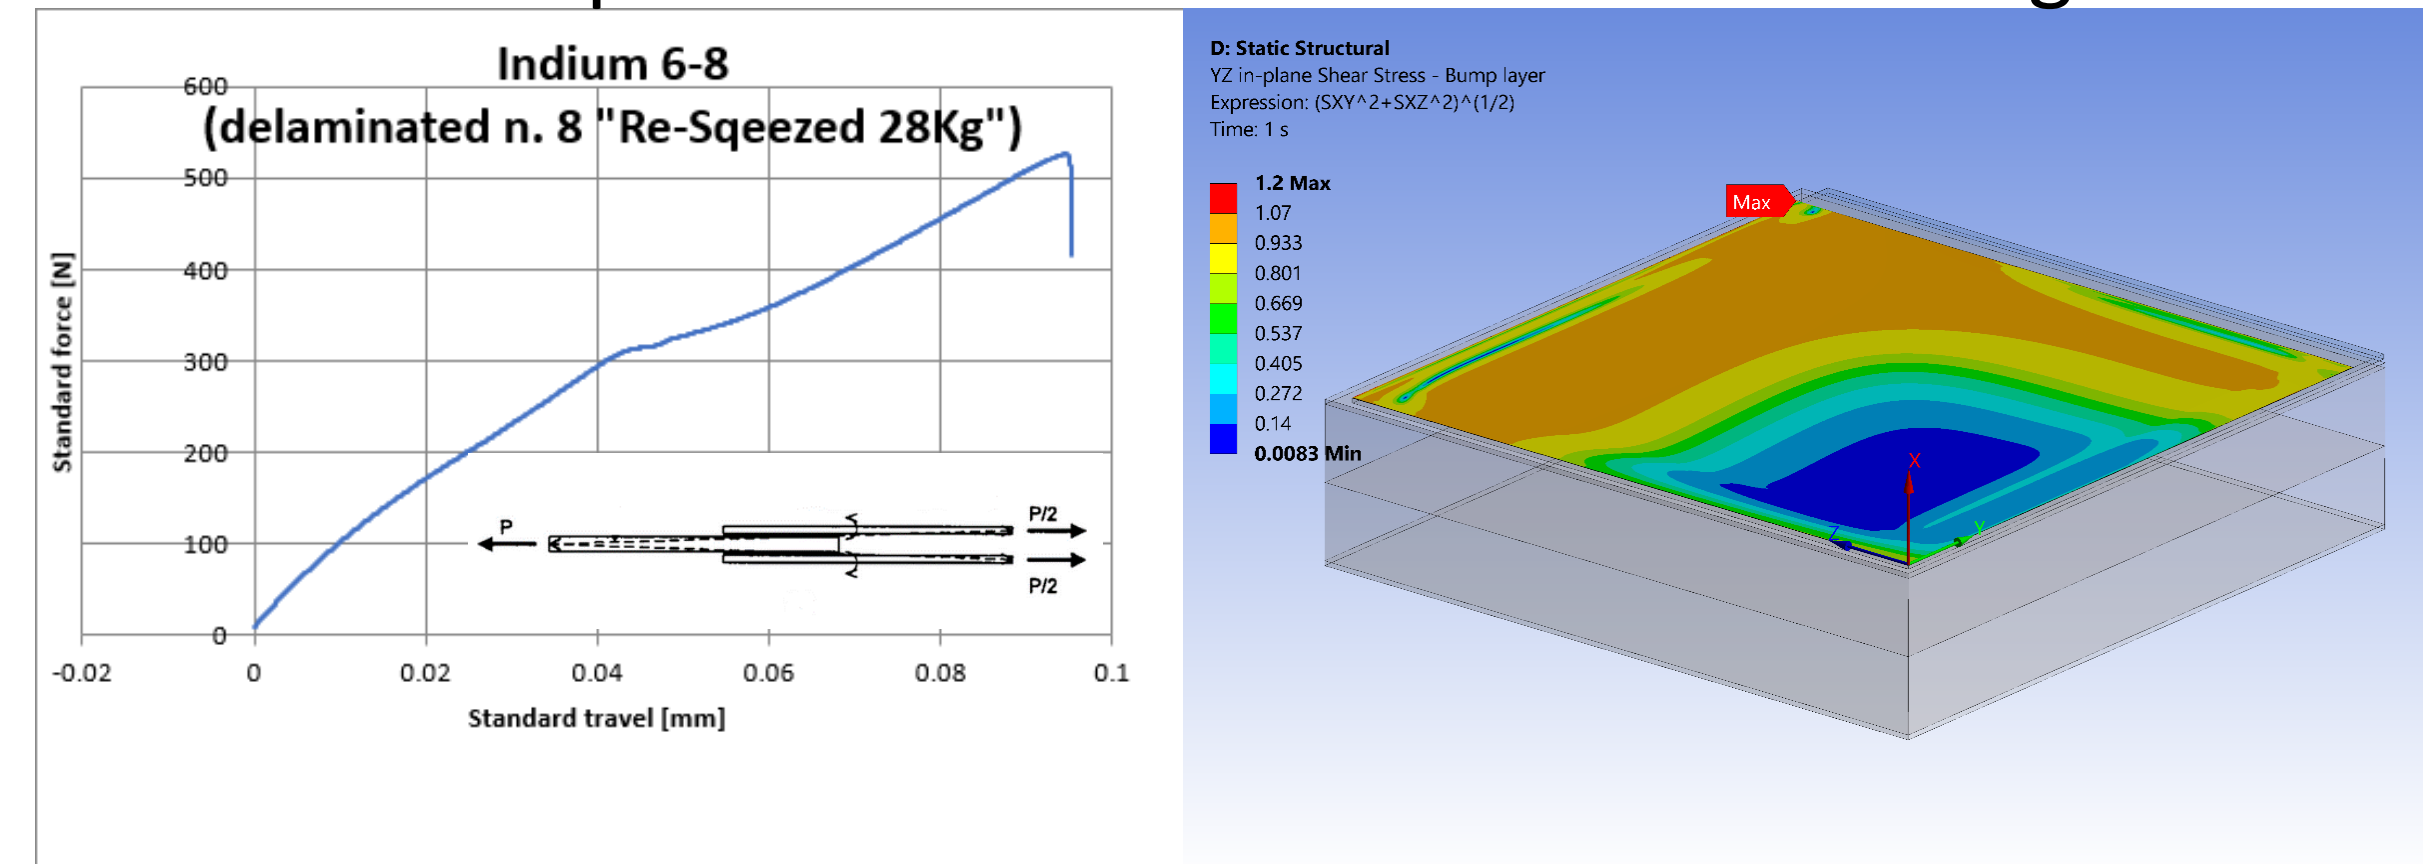 Indium 6-8
(delaminated n. 8 "Re-Sqeezed 28Kg")
600
500
400
300
200
100
0
Standard force [N]
-0.02
0
0.02
0.04
0.06
0.08
0.1
Standard travel [mm]
P
P/2
P/2
D: Static Structural
YZ in-plane Shear Stress - Bump layer
Expression: (SXY^2+SXZ^2)^(1/2)
Time: 1 s
1.2 Max
1.07
0.933
0.801
0.669
0.537
0.405
0.272
0.14
0.0083 Min
Max
X
Y
Z